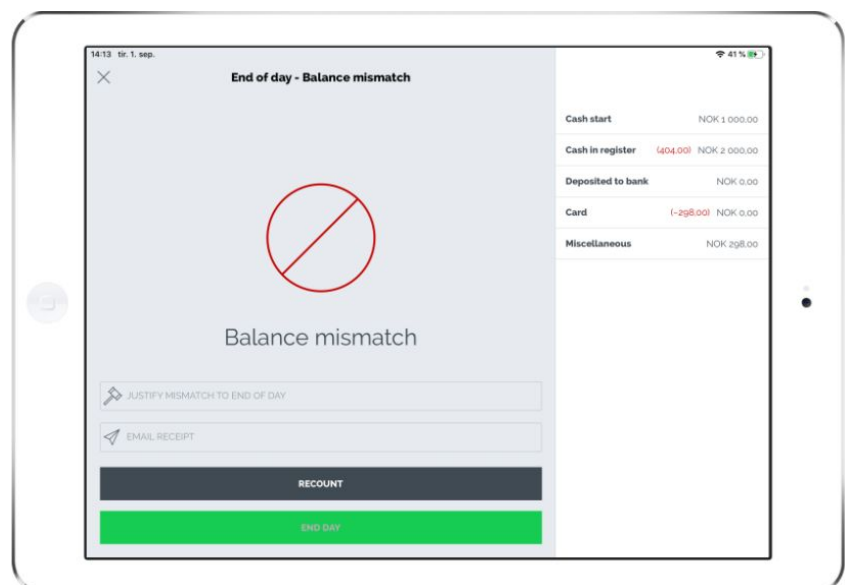 14:13 tir. 1. sep.
41 %
End of day - Balance mismatch
Balance mismatch
JUSTIFY MISMATCH TO END OF DAY
EMAIL RECEIPT
RECOUNT
END DAY
Cash start NOK 1 000,00
Cash in register (404,00) NOK 2 000,00
Deposited to bank NOK 0,00
Card (-298,00) NOK 0,00
Miscellaneous NOK 298,00